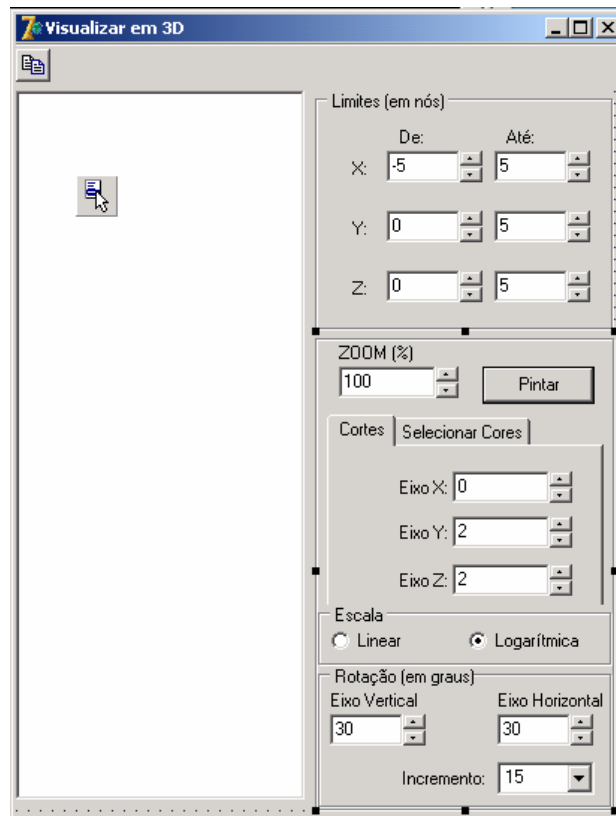 Visualizar em 3D
Limites (em nós)
De: Até:
X: -5 5
Y: 0 5
Z: 0 5
ZOOM (%)
100 Pintar
Cortes Selecionar Cores
Eixo X: 0
Eixo Y: 2
Eixo Z: 2
Escala
Linear Logarítmica
Rotação (em graus)
Eixo Vertical Eixo Horizontal
30 30
Incremento: 15